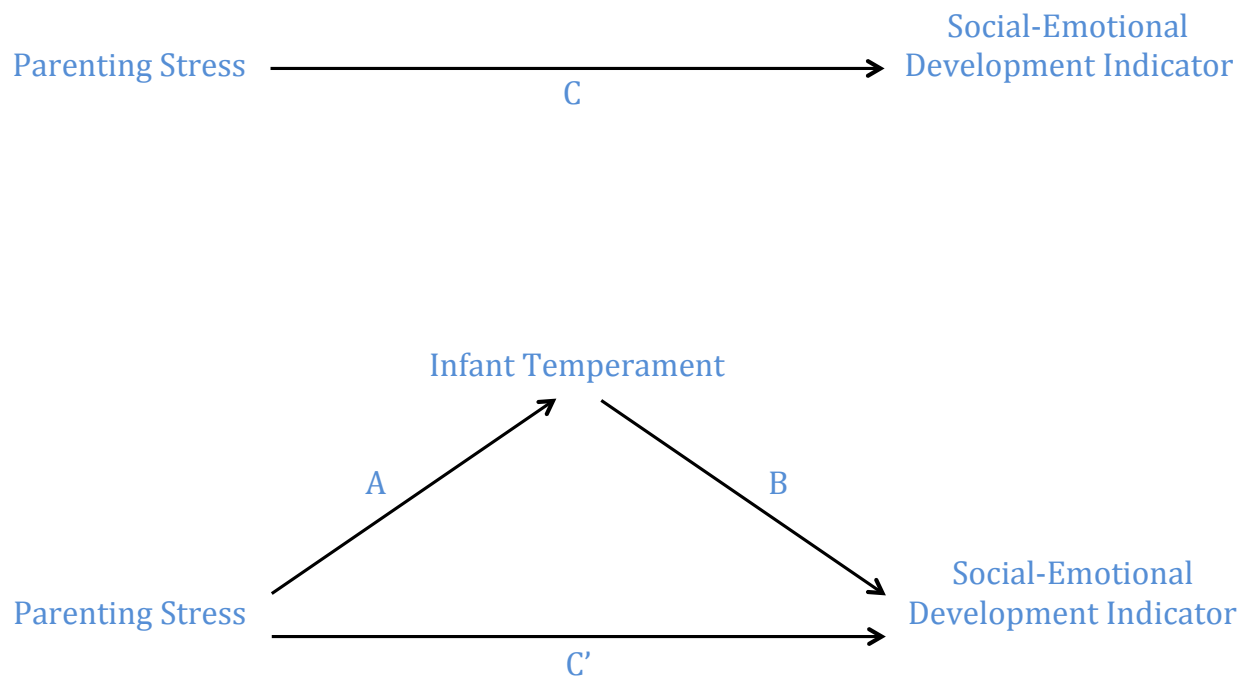 Social-Emotional
Parenting Stress
Development Indicator
C
Infant Temperament
A
B
Social-Emotional
Parenting Stress
Development Indicator
C’